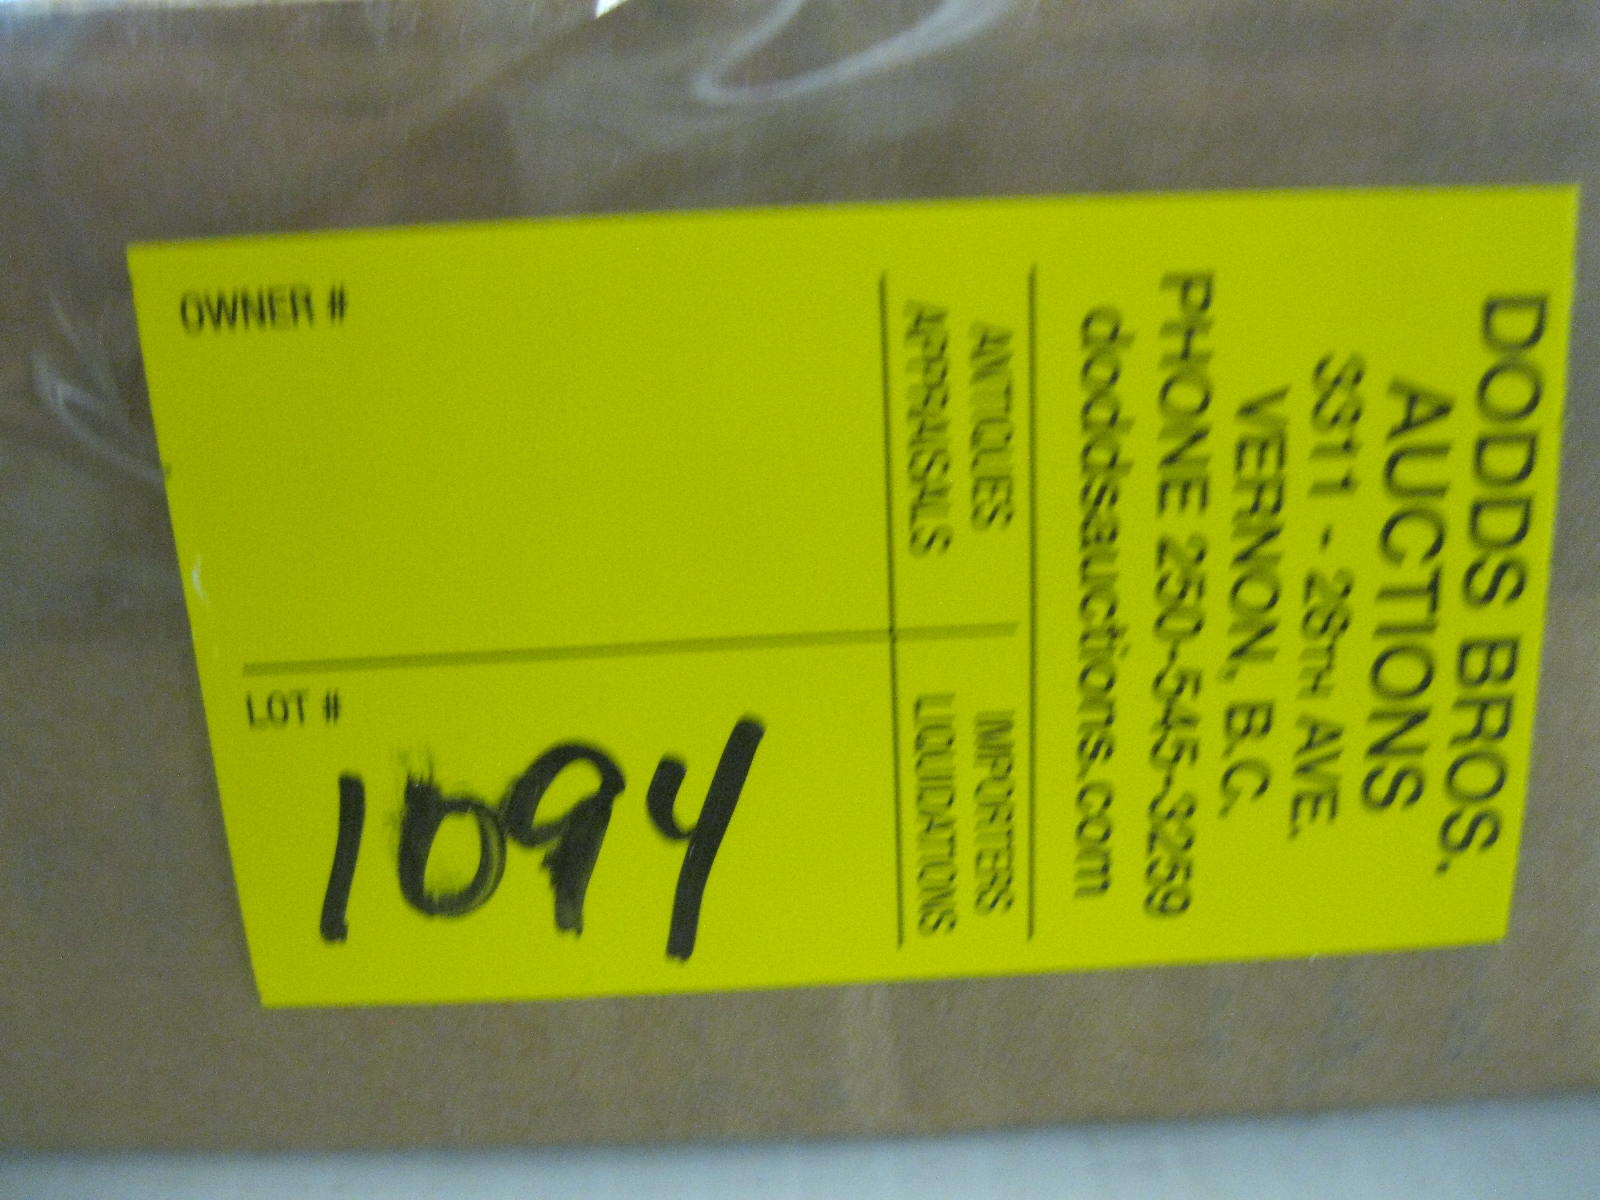 DODDS BROS.
AUCTIONS
3311 - 28TH AVE.
VERNON, B.C.
PHONE 250-545-3259
doddsauctions.com
ANTIQUES IMPORTERS
APPRAISALS LIQUIDATIONS
OWNER #
LOT #
1094